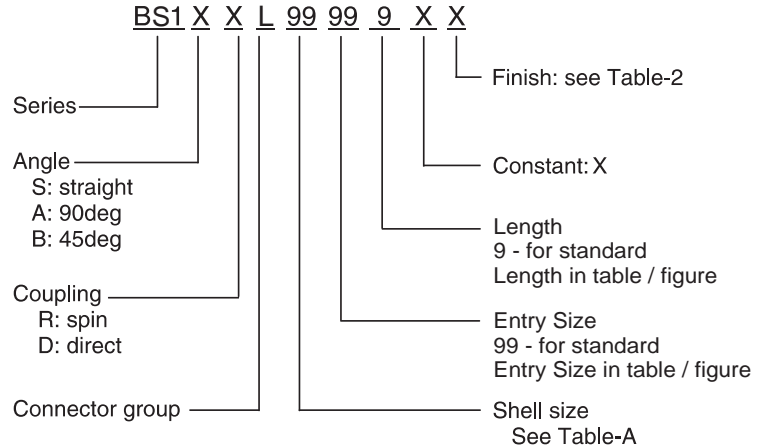 BS1 X X L 99 99 9 X X
Finish: see Table-2
Series
Angle
S: straight
A: 90deg
B: 45deg
Constant: X
Length
9 - for standard
Length in table / figure
Coupling
R: spin
D: direct
Entry Size
99 - for standard
Entry Size in table / figure
Connector group
Shell size
See Table-A